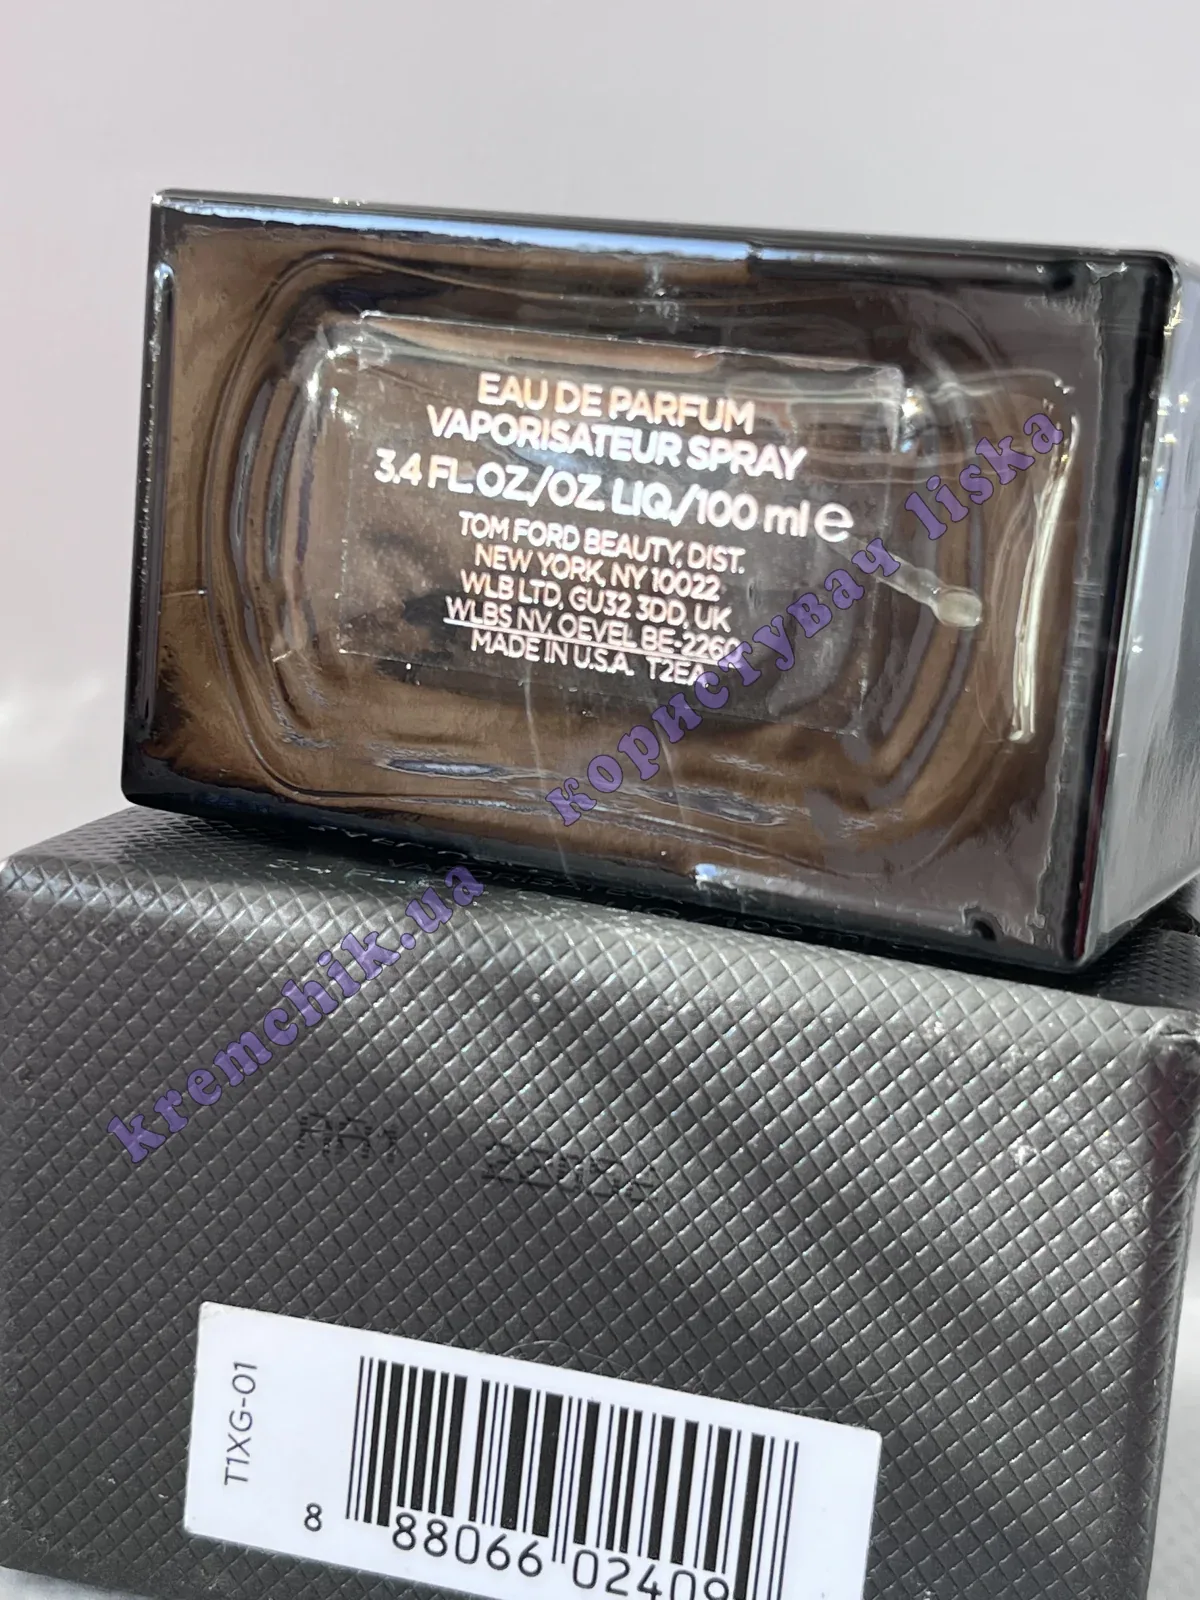 EAU DE PARFUM
VAPORISATEUR SPRAY
3.4 FL.OZ./OZ. LIQ./100 ml e
TOM FORD BEAUTY, DIST.
NEW YORK, NY 10022
WLB LTD, GU32 3DD, UK
WLBS NV, OEVEL BE-2260
MADE IN U.S.A. T2EA
користувач liska
kremchik.ua
VAPORISATEUR
T1XG-01
8 88066 02409